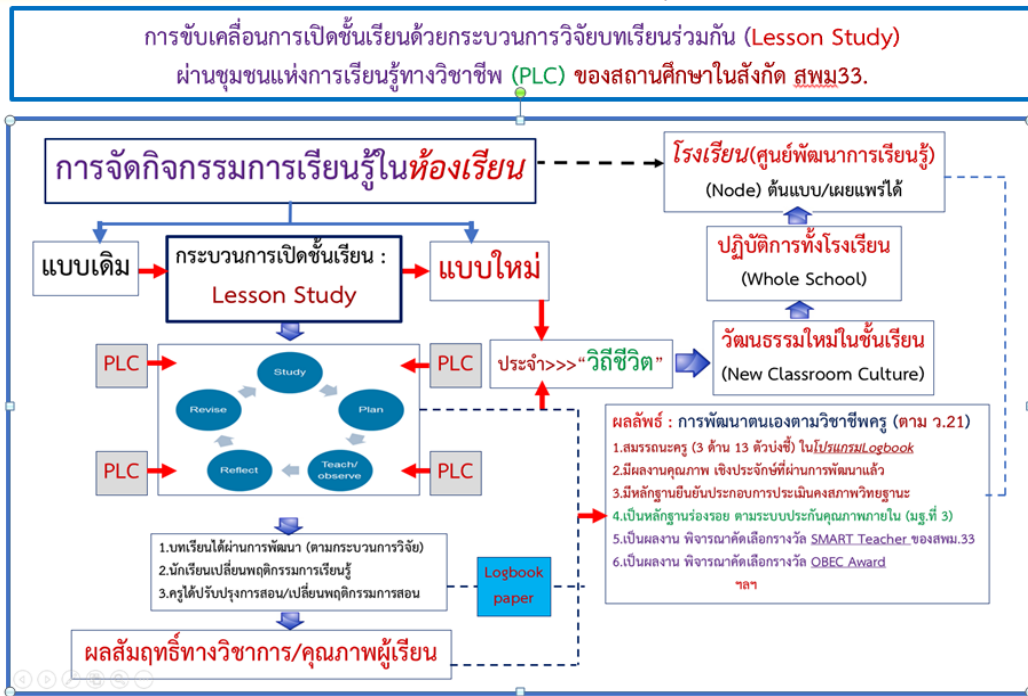 การขับเคลื่อนการเปิดชั้นเรียนด้วยกระบวนการวิจัยบทเรียนร่วมกัน (Lesson Study)
ผ่านชุมชนแห่งการเรียนรู้ทางวิชาชีพ (PLC) ของสถานศึกษาในสังกัด สพม33.
การจัดกิจกรรมการเรียนรู้ในห้องเรียน
โรงเรียน(ศูนย์พัฒนาการเรียนรู้)
(Node) ต้นแบบ/เผยแพร่ได้
แบบเดิม
กระบวนการเปิดชั้นเรียน :
Lesson Study
แบบใหม่
ปฏิบัติการทั้งโรงเรียน
(Whole School)
PLC
PLC
ประจำ>>>“วิถีชีวิต”
วัฒนธรรมใหม่ในชั้นเรียน
(New Classroom Culture)
Study
Plan
Teach/
observe
Reflect
Revise
PLC
PLC
ผลลัพธ์ : การพัฒนาตนเองตามวิชาชีพครู (ตาม ว.21)
1.สมรรถนะครู (3 ด้าน 13 ตัวบ่งชี้) ในโปรแกรมLogbook
2.มีผลงานคุณภาพ เชิงประจักษ์ที่ผ่านการพัฒนาแล้ว
3.มีหลักฐานยืนยันประกอบการประเมินคงสภาพวิทยฐานะ
4.เป็นหลักฐานร่องรอย ตามระบบประกันคุณภาพภายใน (มฐ.ที่ 3)
5.เป็นผลงาน พิจารณาคัดเลือกรางวัล SMART Teacher ของสพม.33
6.เป็นผลงาน พิจารณาคัดเลือกรางวัล OBEC Award
ฯลฯ
1.บทเรียนได้ผ่านการพัฒนา (ตามกระบวนการวิจัย)
2.นักเรียนเปลี่ยนพฤติกรรมการเรียนรู้
3.ครูได้ปรับปรุงการสอน/เปลี่ยนพฤติกรรมการสอน
Logbook
paper
ผลสัมฤทธิ์ทางวิชาการ/คุณภาพผู้เรียน